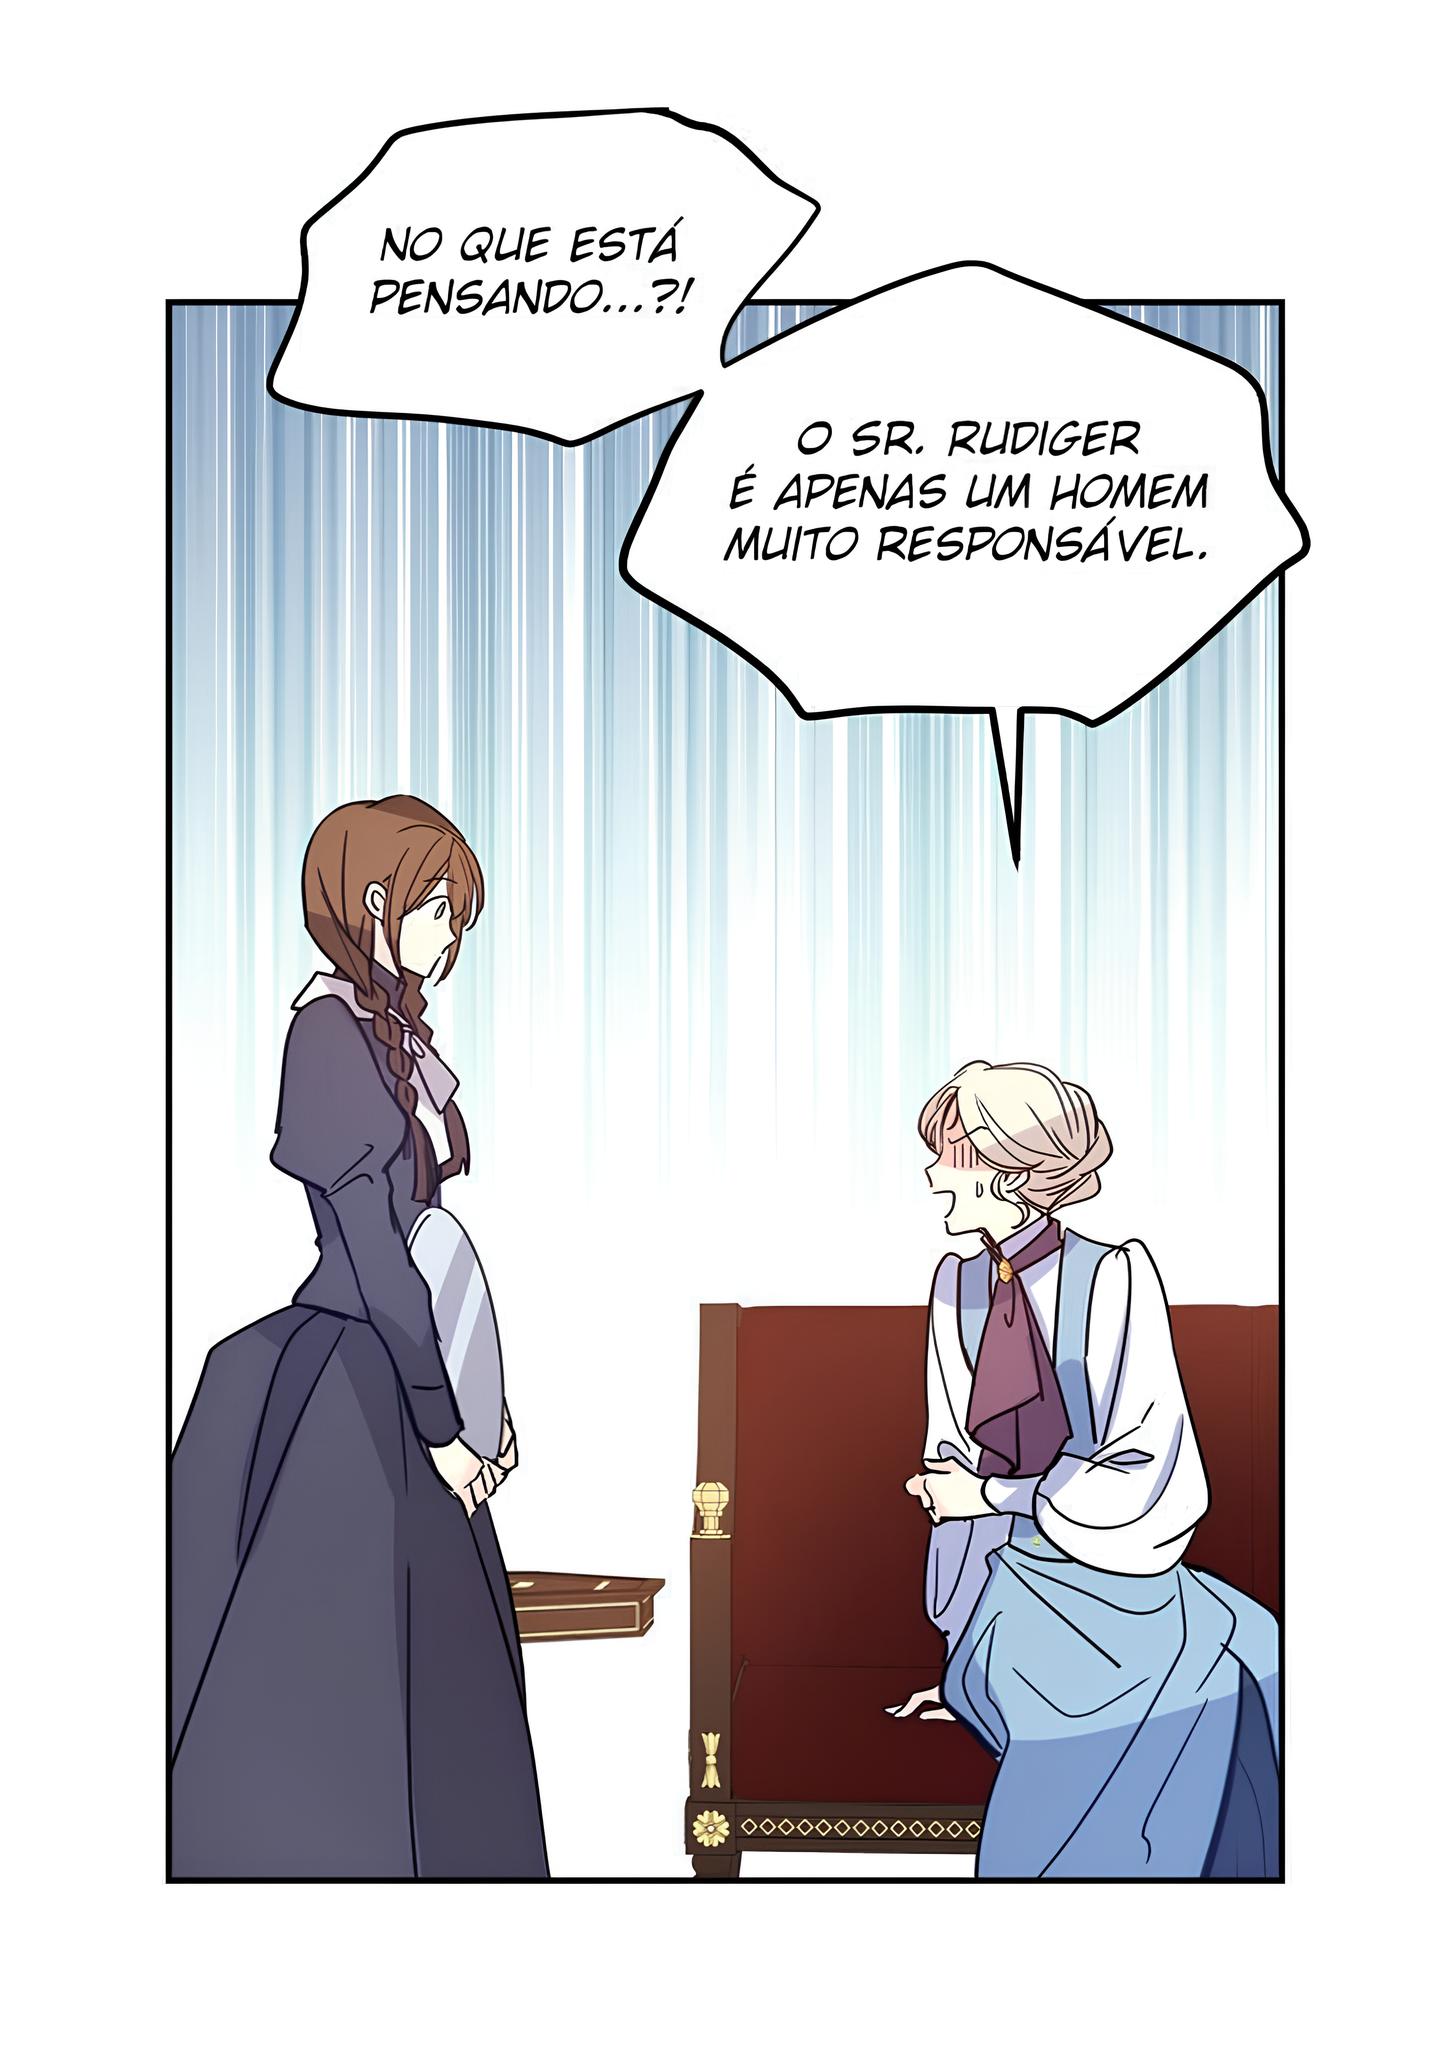 NO QUE ESTÁ
PENSANDO...?!
O SR. RUDIGER
É APENAS UM HOMEM
MUITO RESPONSÁVEL.